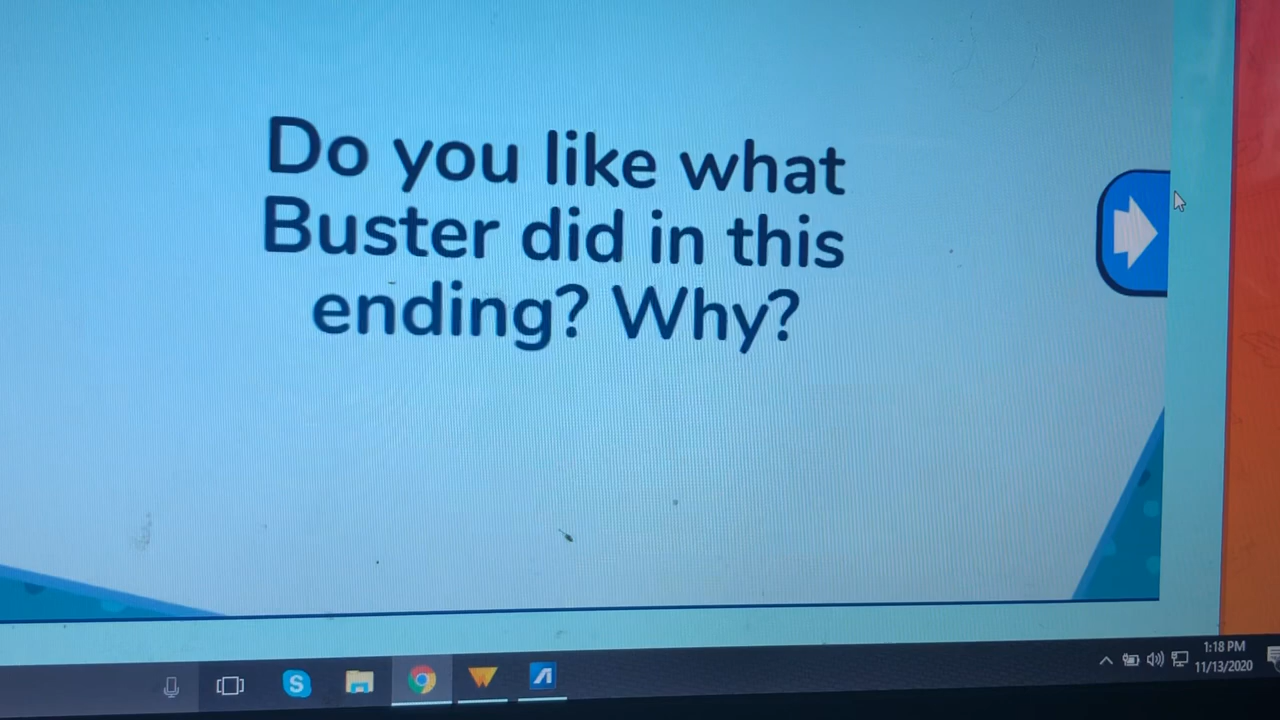 Do you like what
Buster did in this
ending? Why?
1:18 PM
11/13/2020